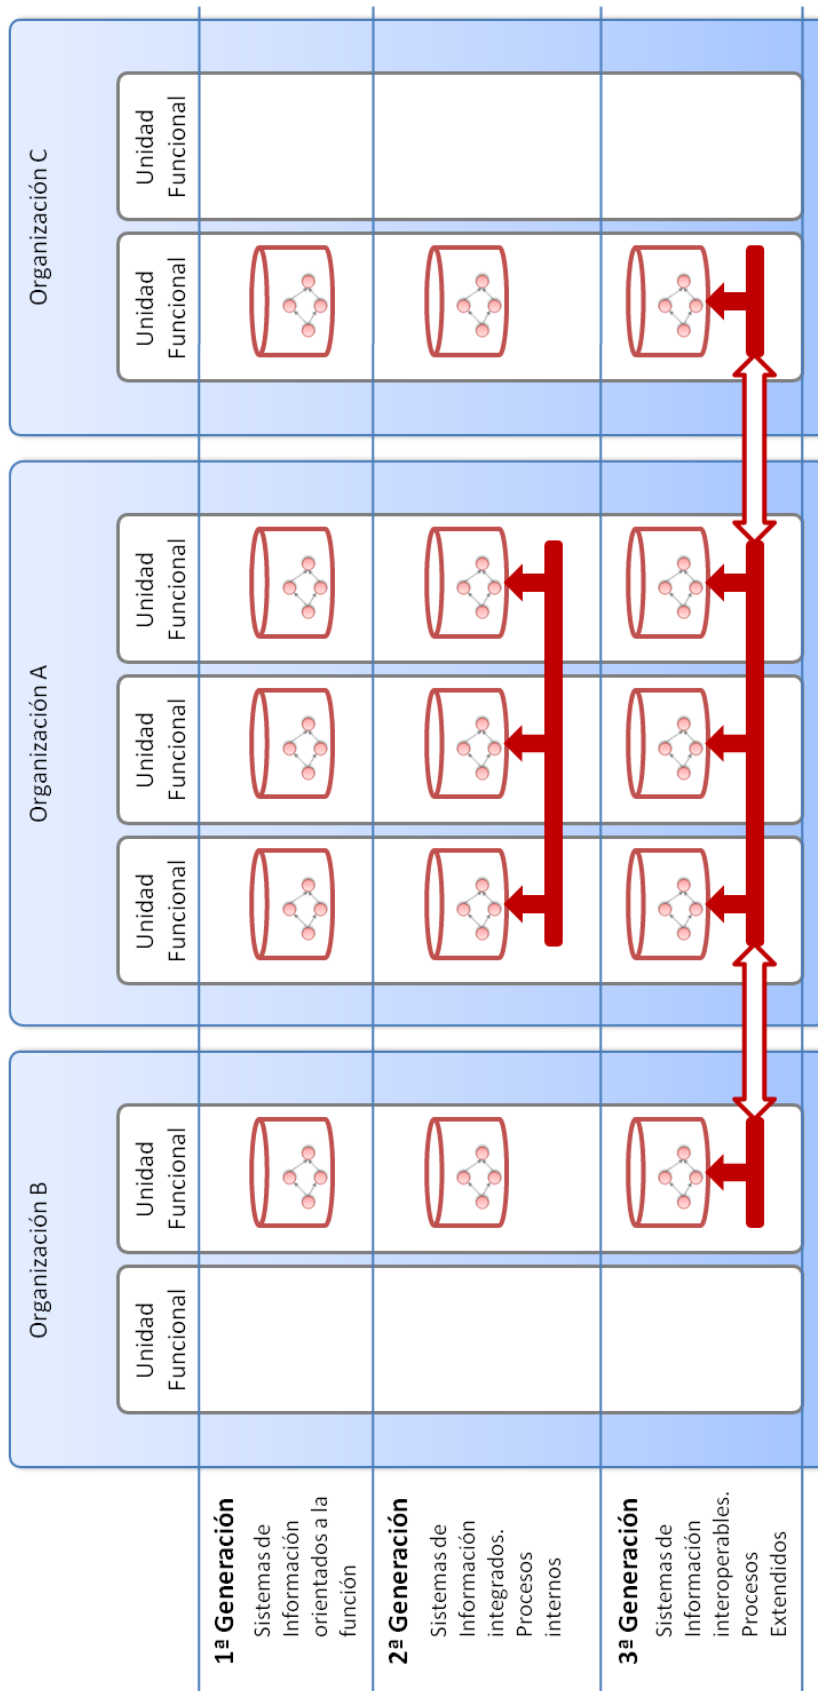 Organización B
Organización A
Organización C
Unidad
Funcional
Unidad
Funcional
Unidad
Funcional
Unidad
Funcional
Unidad
Funcional
Unidad
Funcional
Unidad
Funcional
1ª Generación
Sistemas de
Información
orientados a la
función
2ª Generación
Sistemas de
Información
integrados.
Procesos
internos
3ª Generación
Sistemas de
Información
interoperables.
Procesos
Extendidos